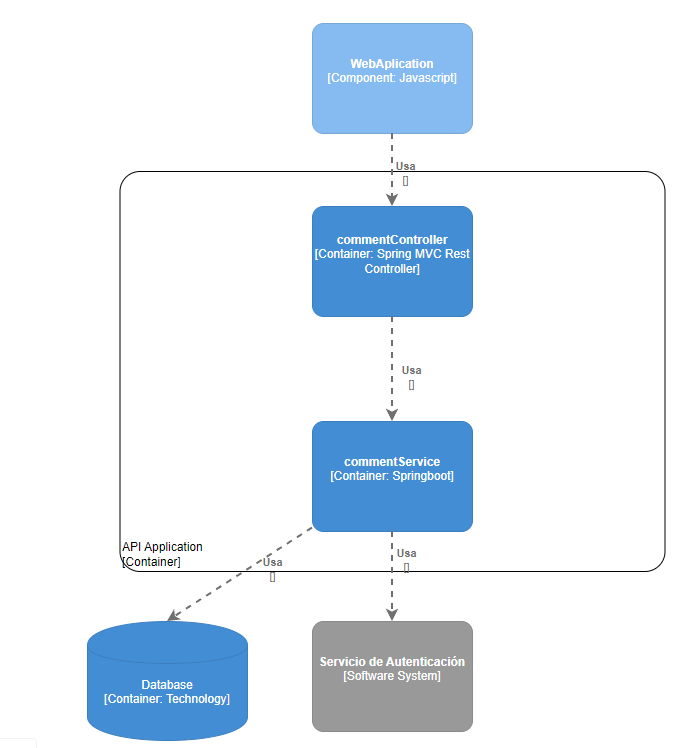 WebAplication
[Component: Javascript]
Usa
[]
commentController
[Container: Spring MVC Rest
Controller]
Usa
[]
commentService
[Container: Springboot]
API Application
[Container]
Usa
[]
Usa
[]
Database
[Container: Technology]
Servicio de Autenticación
[Software System]